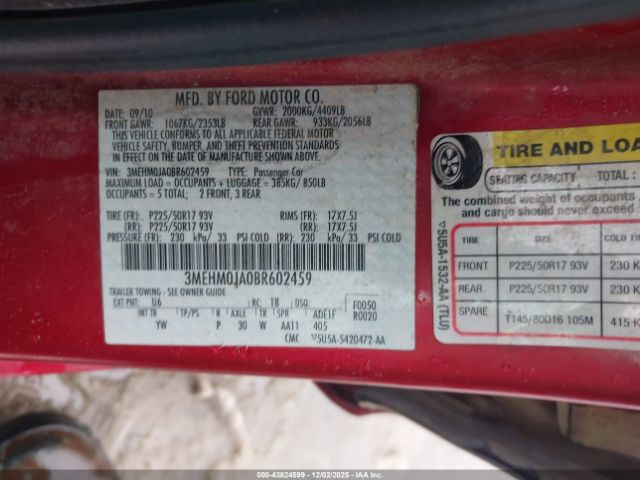 MFD. BY FORD MOTOR CO.
DATE: 09/10 GVWR: 2000KG/4409LB
FRONT GAWR: 1067KG/2353LB REAR GAWR: 933KG/2056LB
THIS VEHICLE CONFORMS TO ALL APPLICABLE FEDERAL MOTOR
VEHICLE SAFETY, BUMPER, AND THEFT PREVENTION STANDARDS
IN EFFECT ON THE DATE OF MANUFACTURE SHOWN ABOVE.
VIN: 3MEHM0JA0BR602459 TYPE: Passenger Car
MAXIMUM LOAD = OCCUPANTS + LUGGAGE = 385KG/ 850LB
OCCUPANTS = 5 TOTAL; 2 FRONT, 3 REAR
TIRE (FR): P225/50R17 93V RIMS (FR): 17X7.5J
(RR): P225/50R17 93V (RR): 17X7.5J
PRESSURE (FR): 230 kPa/ 33 PSI COLD (RR): 230 kPa/ 33 PSI COLD
3MEHM0JA0BR602459
TRAILER TOWING - SEE OWNER GUIDE
EXT PNT: U6 RC: 18 DSO: F0050
R0020
INT TR TP/PS R AXLE TR SPR ADE1F
YW P 30 W AA11 405
CMC ▽5U5A-5420472-AA
TIRE AND LOA
SEATING CAPACITY TOTAL:
The combined weight of occupants
and cargo should never exceed
TIRE SIZE COLD TI
FRONT P225/50R17 93V 230 K
REAR P225/50R17 93V 230
SPARE T145/80D16 105M 415 K
▽5U5A-1532-AA (TLU)
00-43824599 - 12/02/2025 - IAAI.COM